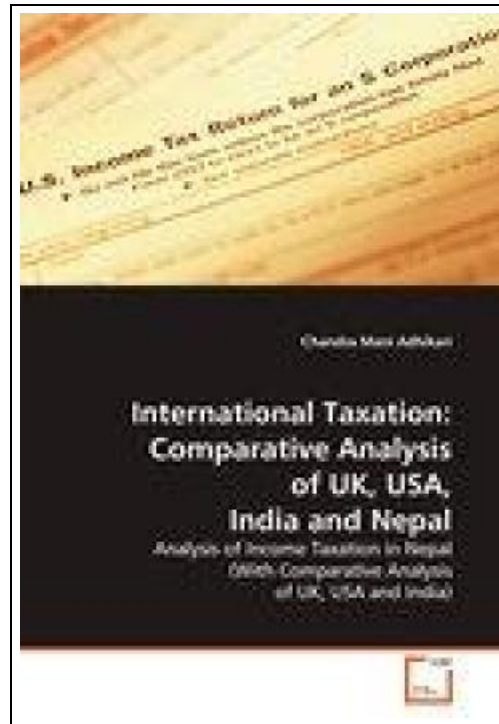 U.S. Income Tax Return for an S Corporation
Chandra Mani Adhikari
International Taxation:
Comparative Analysis
of UK, USA,
India and Nepal
Analysis of Income Taxation in Nepal
(With Comparative Analysis
of UK, USA and India)